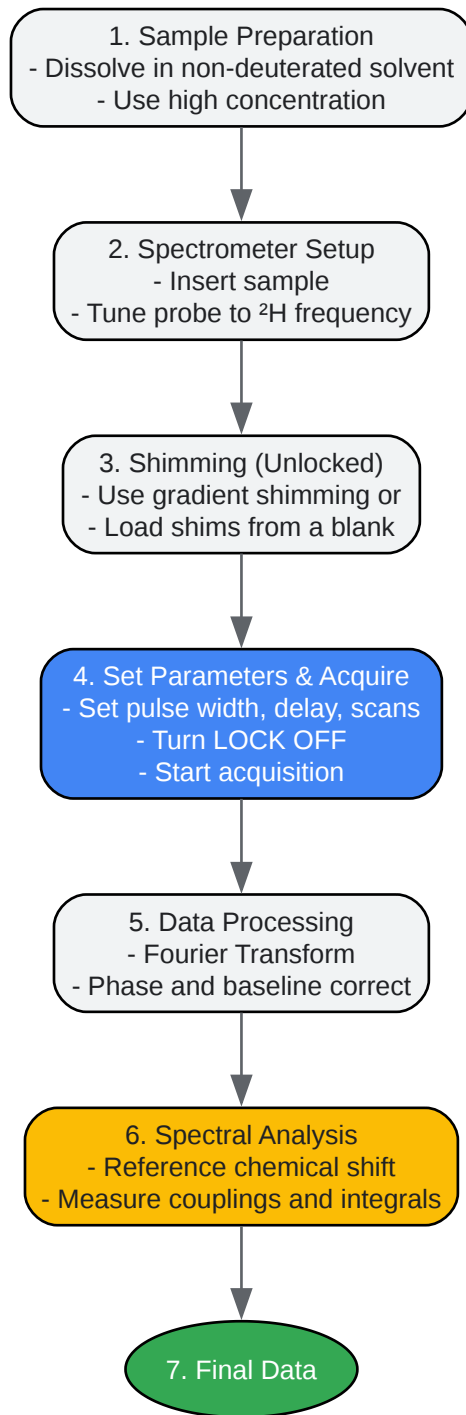 1. Sample Preparation
- Dissolve in non-deuterated solvent
- Use high concentration
2. Spectrometer Setup
- Insert sample
- Tune probe to ²H frequency
3. Shimming (Unlocked)
- Use gradient shimming or
- Load shims from a blank
4. Set Parameters & Acquire
- Set pulse width, delay, scans
- Turn LOCK OFF
- Start acquisition
5. Data Processing
- Fourier Transform
- Phase and baseline correct
6. Spectral Analysis
- Reference chemical shift
- Measure couplings and integrals
7. Final Data